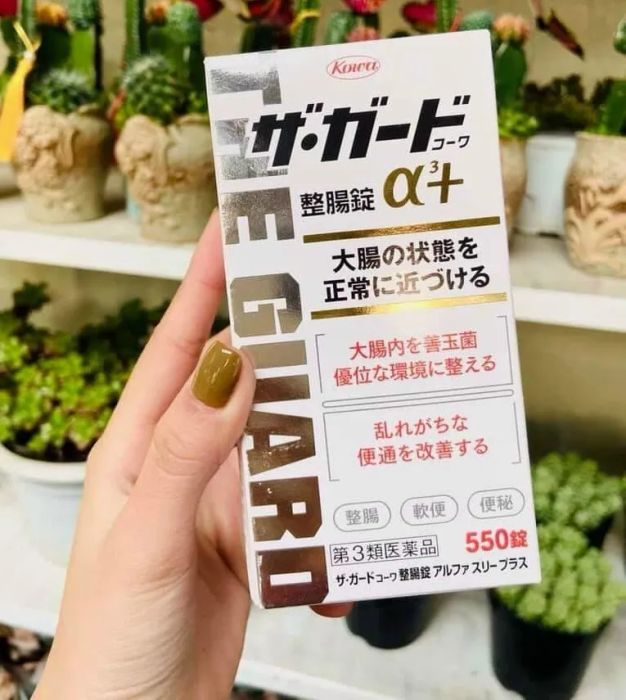 Kowa
THE GUARD
ザ・ガード
コーワ
整腸錠 α³+
大腸の状態を
正常に近づける
大腸内を善玉菌
優位な環境に整える
乱れがちな
便通を改善する
整腸 軟便 便秘
第3類医薬品 550錠
ザ・ガードコーワ整腸錠 アルファ スリー プラス